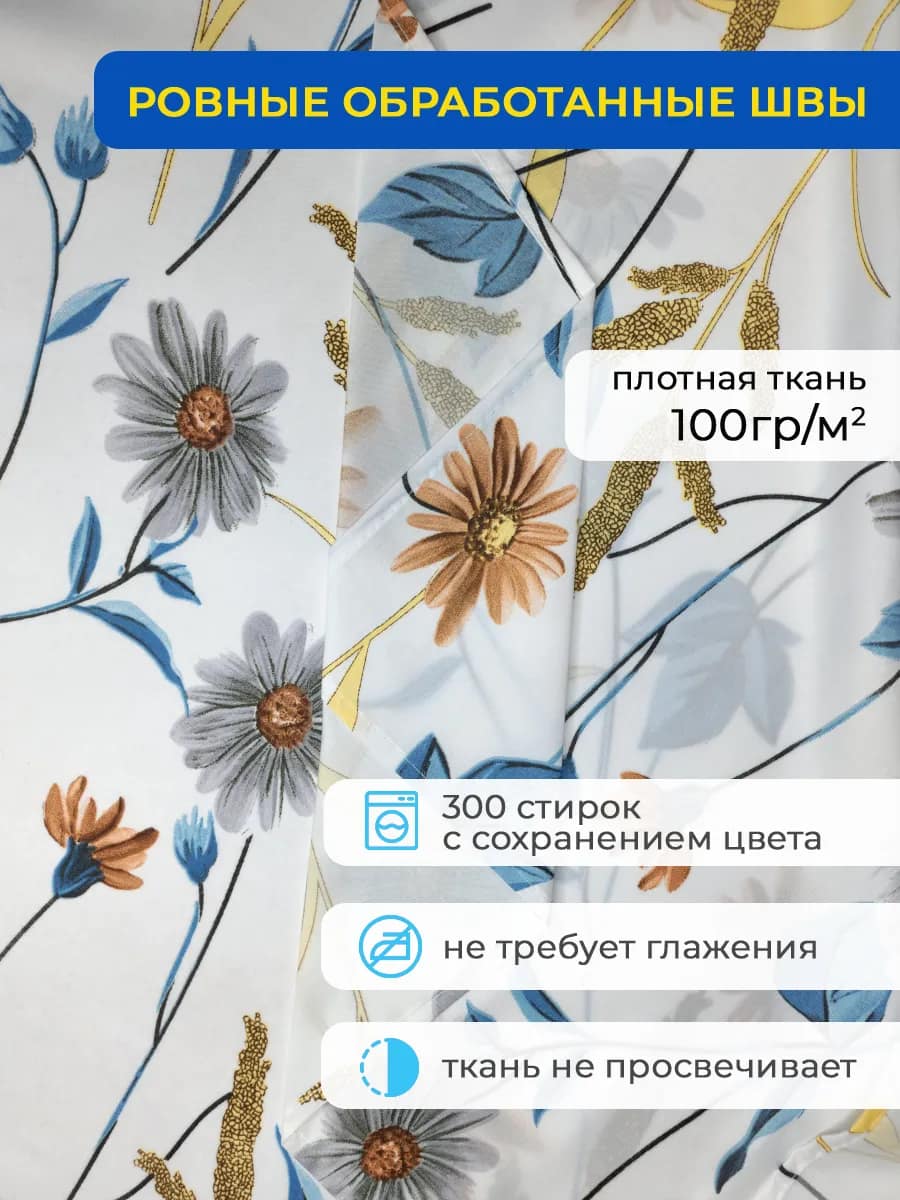 РОВНЫЕ ОБРАБОТАННЫЕ ШВЫ
плотная ткань
100гр/м²
300 стирок
с сохранением цвета
не требует глажения
ткань не просвечивает